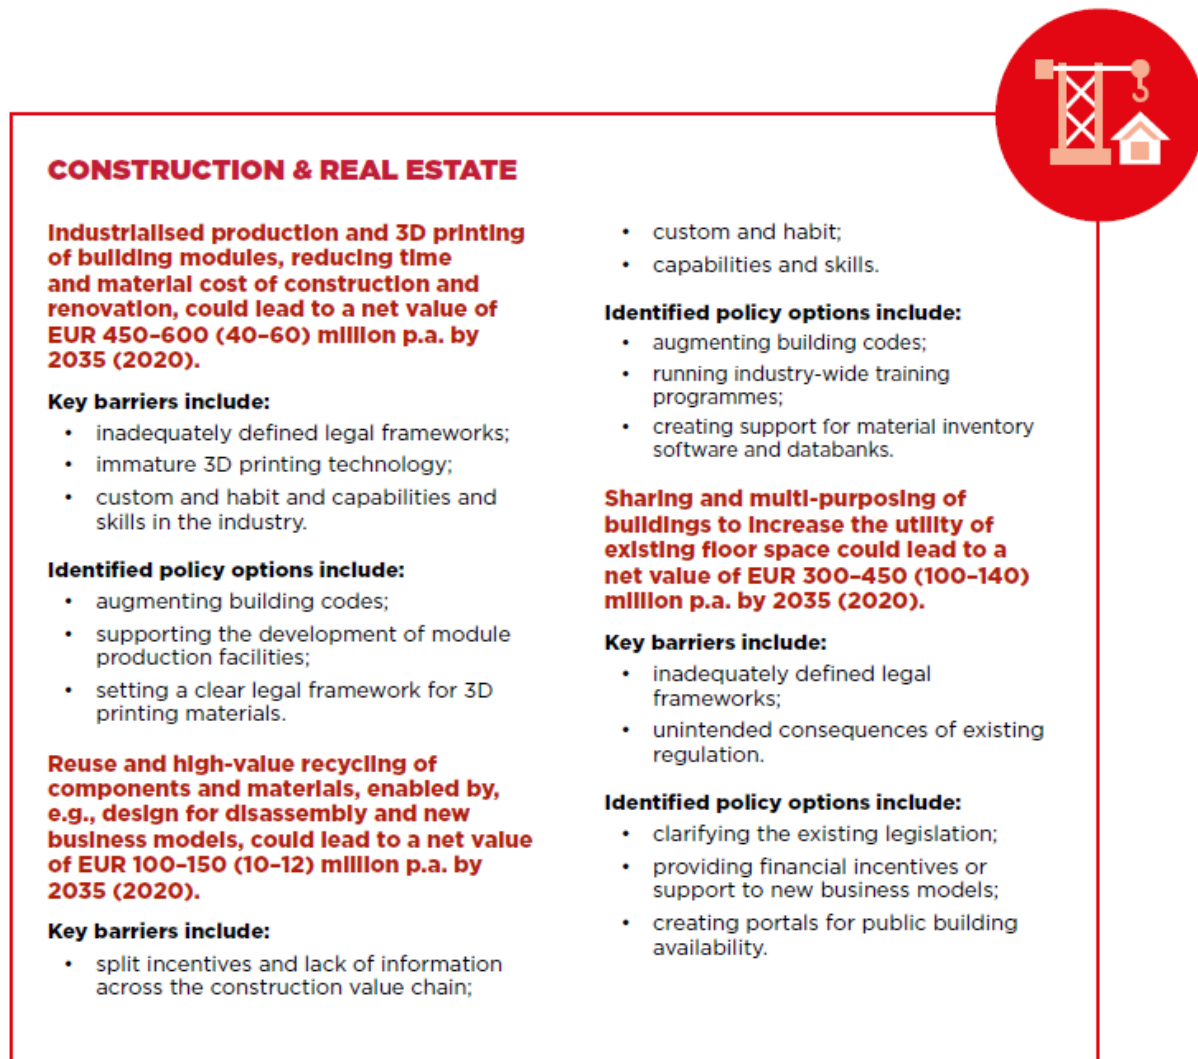 CONSTRUCTION & REAL ESTATE
Industrialised production and 3D printing
of building modules, reducing time
and material cost of construction and
renovation, could lead to a net value of
EUR 450–600 (40–60) million p.a. by
2035 (2020).
Key barriers include:
• inadequately defined legal frameworks;
• immature 3D printing technology;
• custom and habit and capabilities and
skills in the industry.
Identified policy options include:
• augmenting building codes;
• supporting the development of module
production facilities;
• setting a clear legal framework for 3D
printing materials.
Reuse and high-value recycling of
components and materials, enabled by,
e.g., design for disassembly and new
business models, could lead to a net value
of EUR 100–150 (10–12) million p.a. by
2035 (2020).
Key barriers include:
• split incentives and lack of information
across the construction value chain;
• custom and habit;
• capabilities and skills.
Identified policy options include:
• augmenting building codes;
• running industry-wide training
programmes;
• creating support for material inventory
software and databanks.
Sharing and multi-purposing of
buildings to increase the utility of
existing floor space could lead to a
net value of EUR 300–450 (100–140)
million p.a. by 2035 (2020).
Key barriers include:
• inadequately defined legal
frameworks;
• unintended consequences of existing
regulation.
Identified policy options include:
• clarifying the existing legislation;
• providing financial incentives or
support to new business models;
• creating portals for public building
availability.